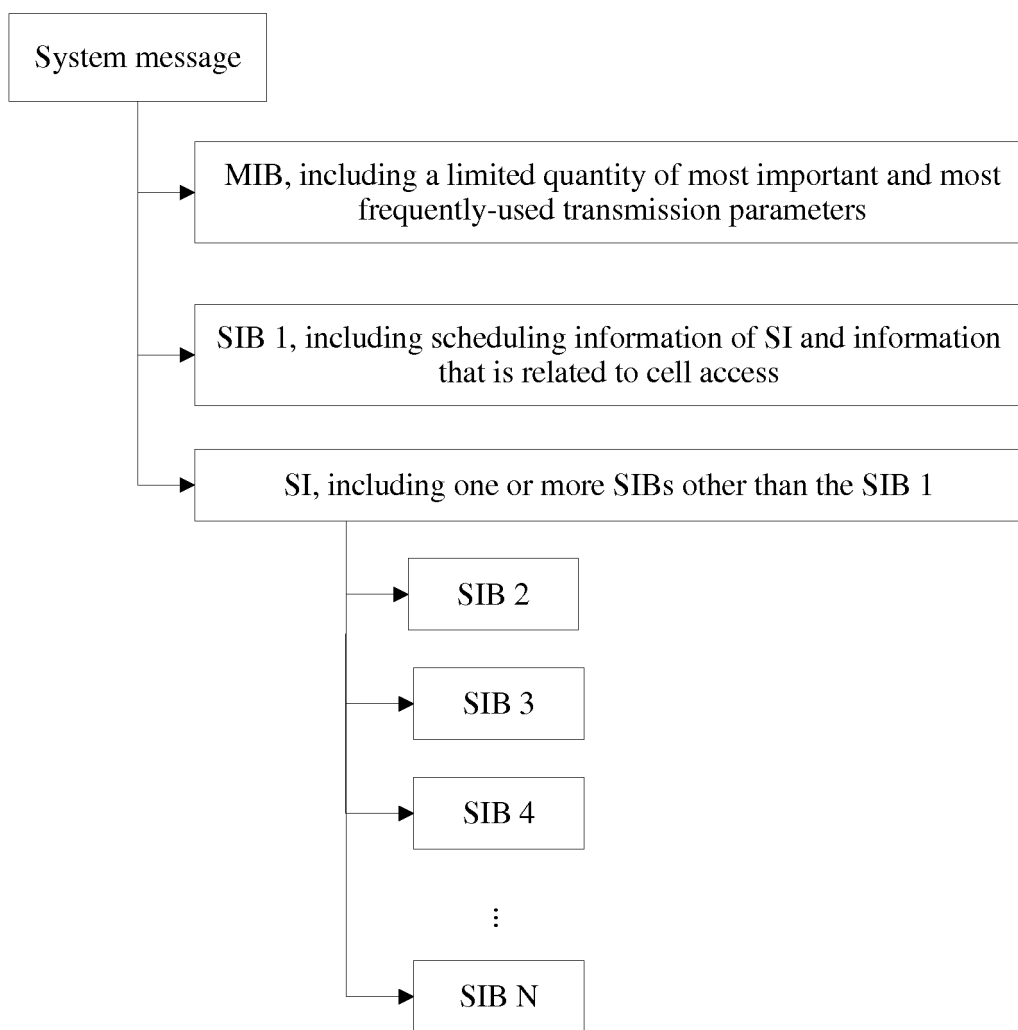 System message
MIB, including a limited quantity of most important and most
frequently-used transmission parameters
SIB 1, including scheduling information of SI and information
that is related to cell access
SI, including one or more SIBs other than the SIB 1
SIB 2
SIB 3
SIB 4
⋮
SIB N